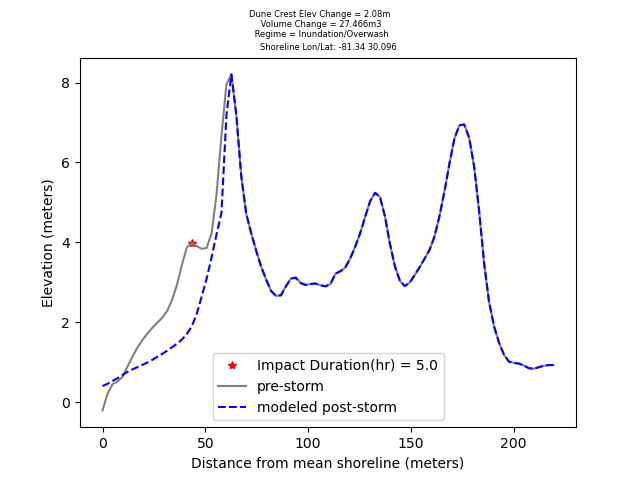 Dune Crest Elev Change = 2.08m
Volume Change = 27.466m3
Regime = Inundation/Overwash
Shoreline Lon/Lat: -81.34 30.096
8
6
4
2
0
Elevation (meters)
Impact Duration(hr) = 5.0
pre-storm
modeled post-storm
0 50 100 150 200
Distance from mean shoreline (meters)